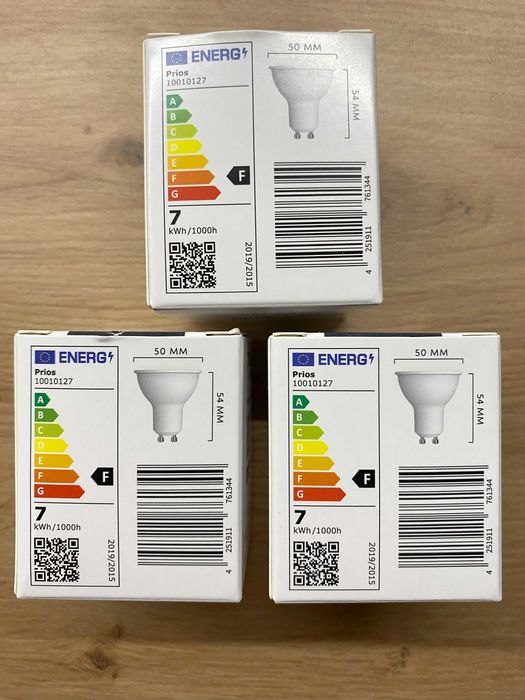 ENERG
Prios
10010127
A
B
C
D
E
F
G
F
7
kWh/1000h
2019/2015
50 MM
54 MM
4 251911 761344
ENERG
Prios
10010127
A
B
C
D
E
F
G
F
7
kWh/1000h
2019/2015
50 MM
54 MM
4 251911 761344
ENERG
Prios
10010127
A
B
C
D
E
F
G
F
7
kWh/1000h
2019/2015
50 MM
54 MM
4 251911 761344